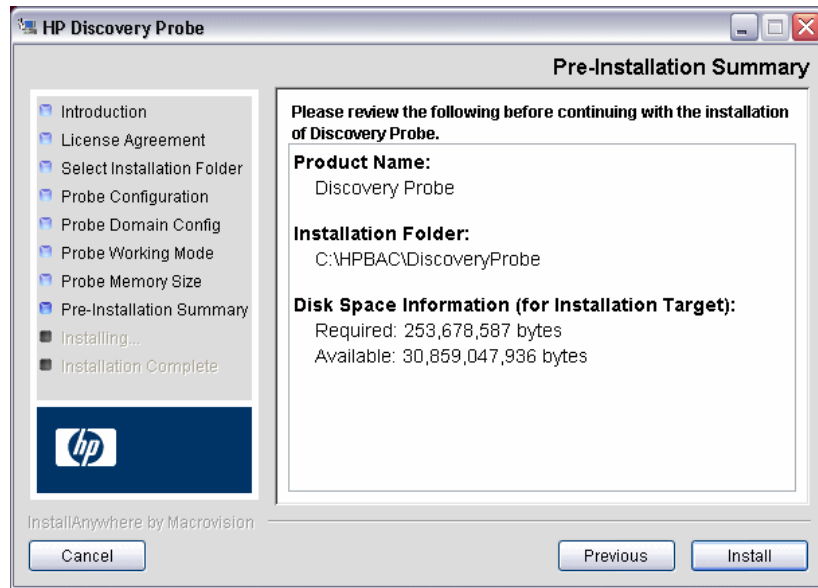 HP Discovery Probe
Pre-Installation Summary
Introduction
License Agreement
Select Installation Folder
Probe Configuration
Probe Domain Config
Probe Working Mode
Probe Memory Size
Pre-Installation Summary
Installing...
Installation Complete
hp
Please review the following before continuing with the installation
of Discovery Probe.
Product Name:
Discovery Probe
Installation Folder:
C:\HPBAC\DiscoveryProbe
Disk Space Information (for Installation Target):
Required: 253,678,587 bytes
Available: 30,859,047,936 bytes
InstallAnywhere by Macrovision
Cancel
Previous
Install